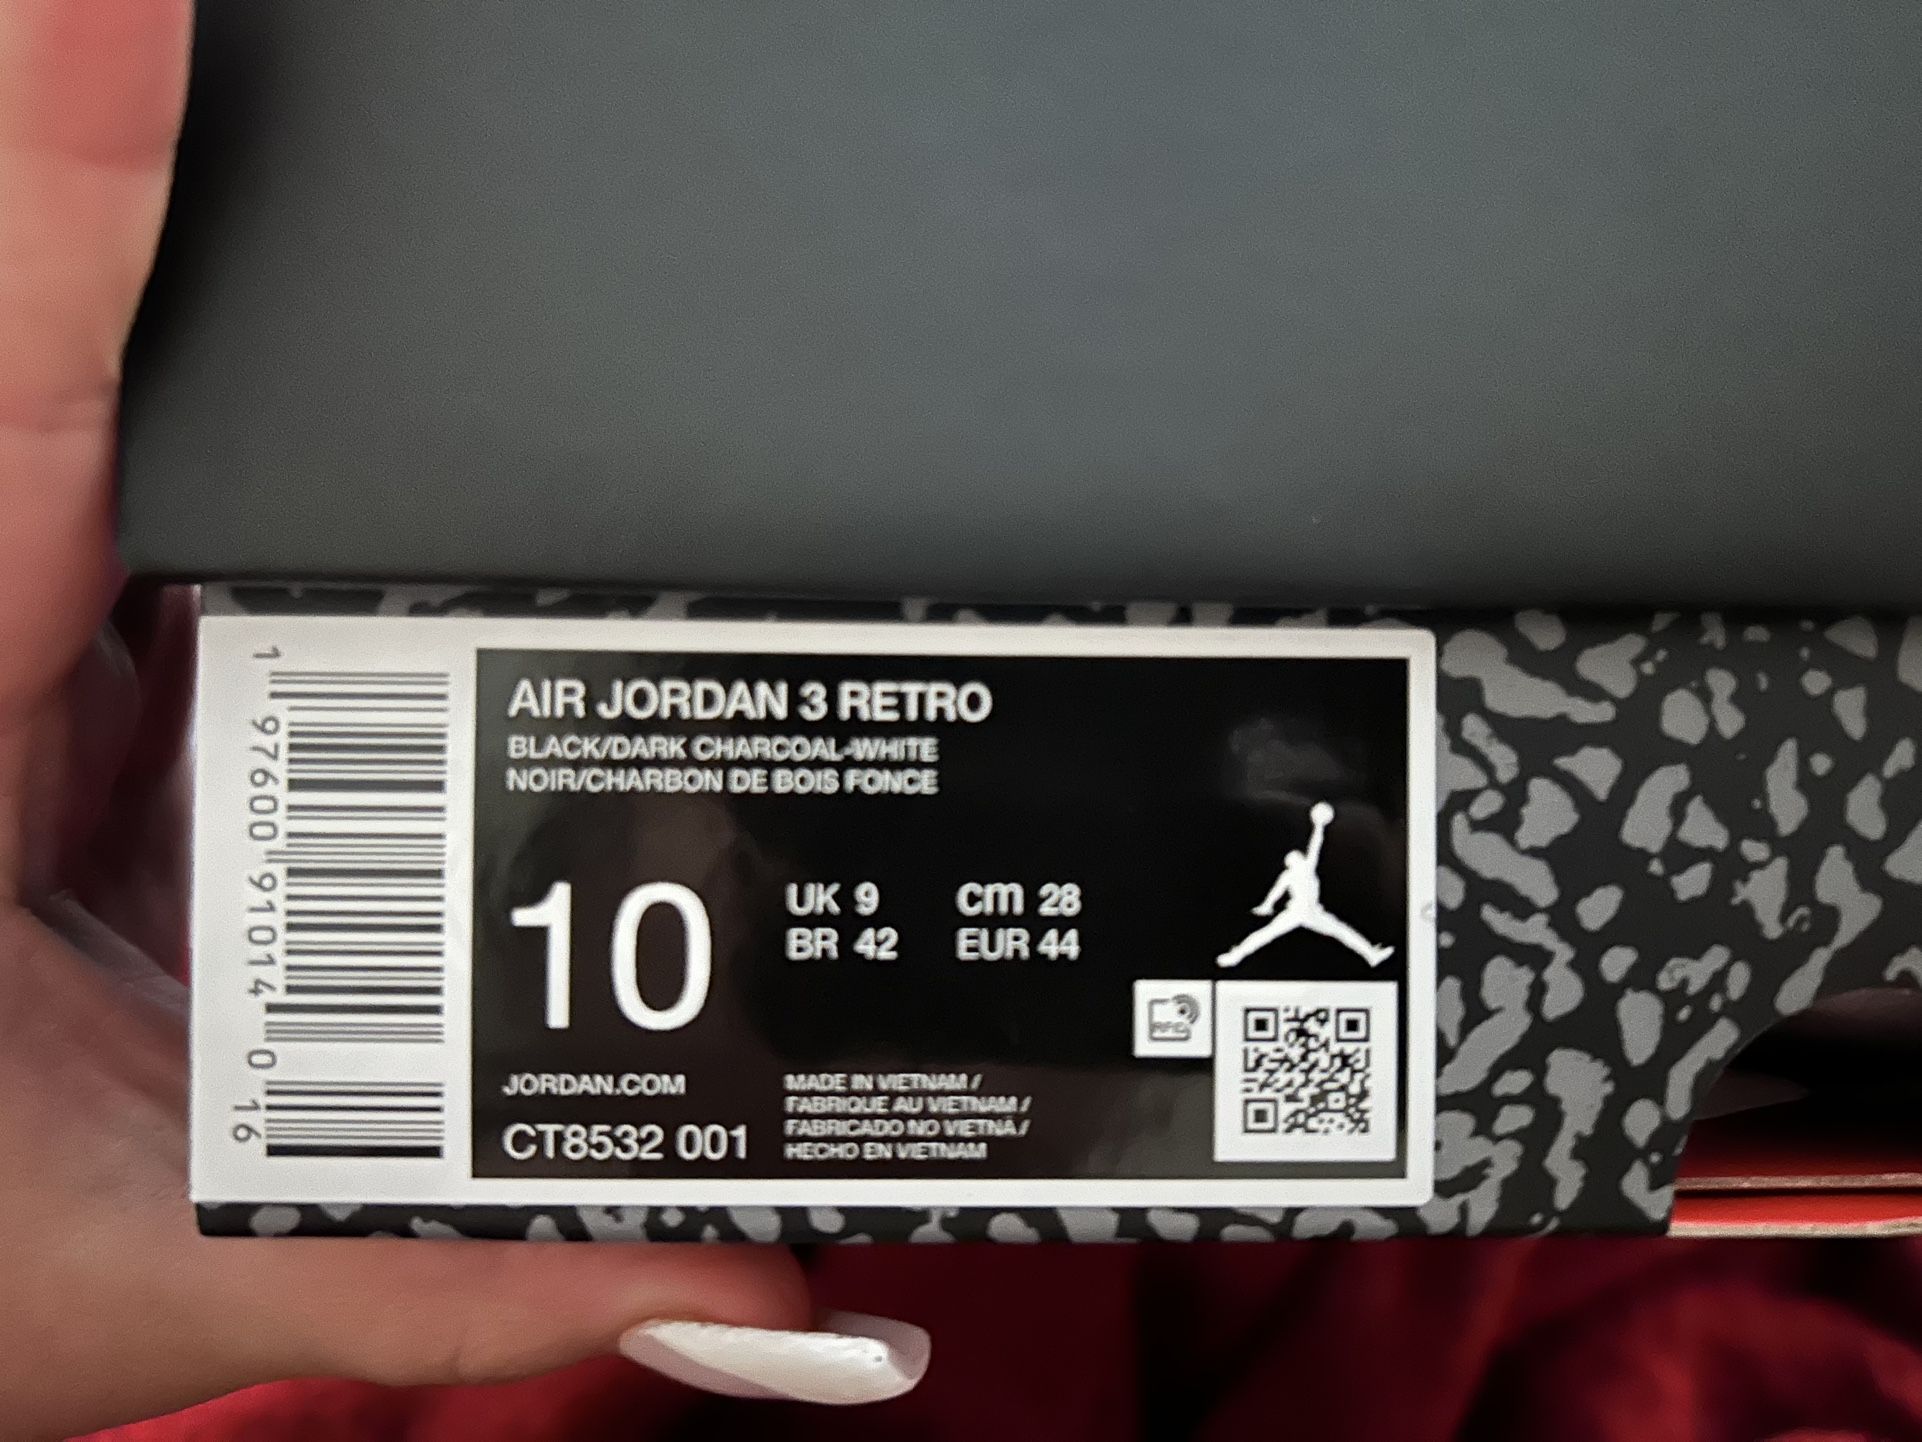 AIR JORDAN 3 RETRO
BLACK/DARK CHARCOAL-WHITE
NOIR/CHARBON DE BOIS FONCE
10
UK 9 cm 28
BR 42 EUR 44
JORDAN.COM
CT8532 001
MADE IN VIETNAM /
FABRIQUE AU VIETNAM /
FABRICADO NO VIETNÃ /
HECHO EN VIETNAM
RFID
1 97600 91014 0 16